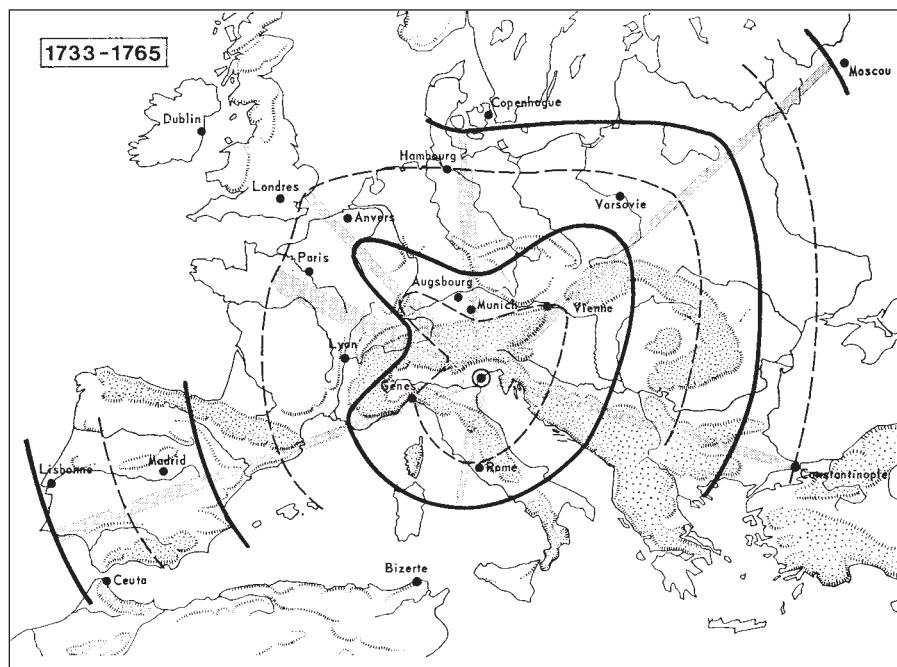 1733-1765
Moscou
Copenhague
Dublin
Hambourg
Londres
Varsovie
Anvers
Paris
Augsbourg
Munich
Vienne
Lyon
Gênes
Madrid
Lisbonne
Rome
Constantinople
Ceuta
Bizerte